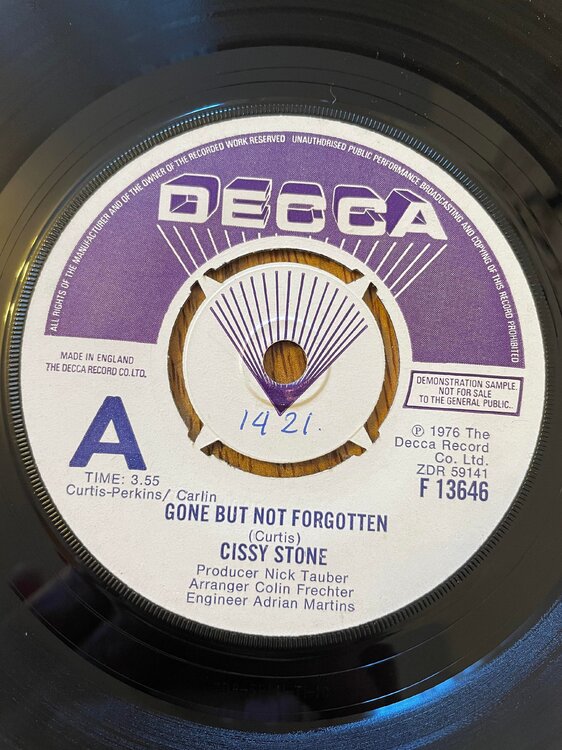 ALL RIGHTS OF THE MANUFACTURER AND OF THE OWNER OF THE RECORDED WORK RESERVED · UNAUTHORISED PUBLIC PERFORMANCE BROADCASTING AND COPYING OF THIS RECORD PROHIBITED
DECCA
MADE IN ENGLAND
THE DECCA RECORD CO. LTD.
DEMONSTRATION SAMPLE.
NOT FOR SALE
TO THE GENERAL PUBLIC..
A
1421.
℗ 1976 The
Decca Record
Co. Ltd.
ZDR 59141
F 13646
TIME: 3.55
Curtis-Perkins/ Carlin
GONE BUT NOT FORGOTTEN
(Curtis)
CISSY STONE
Producer Nick Tauber
Arranger Colin Frechter
Engineer Adrian Martins